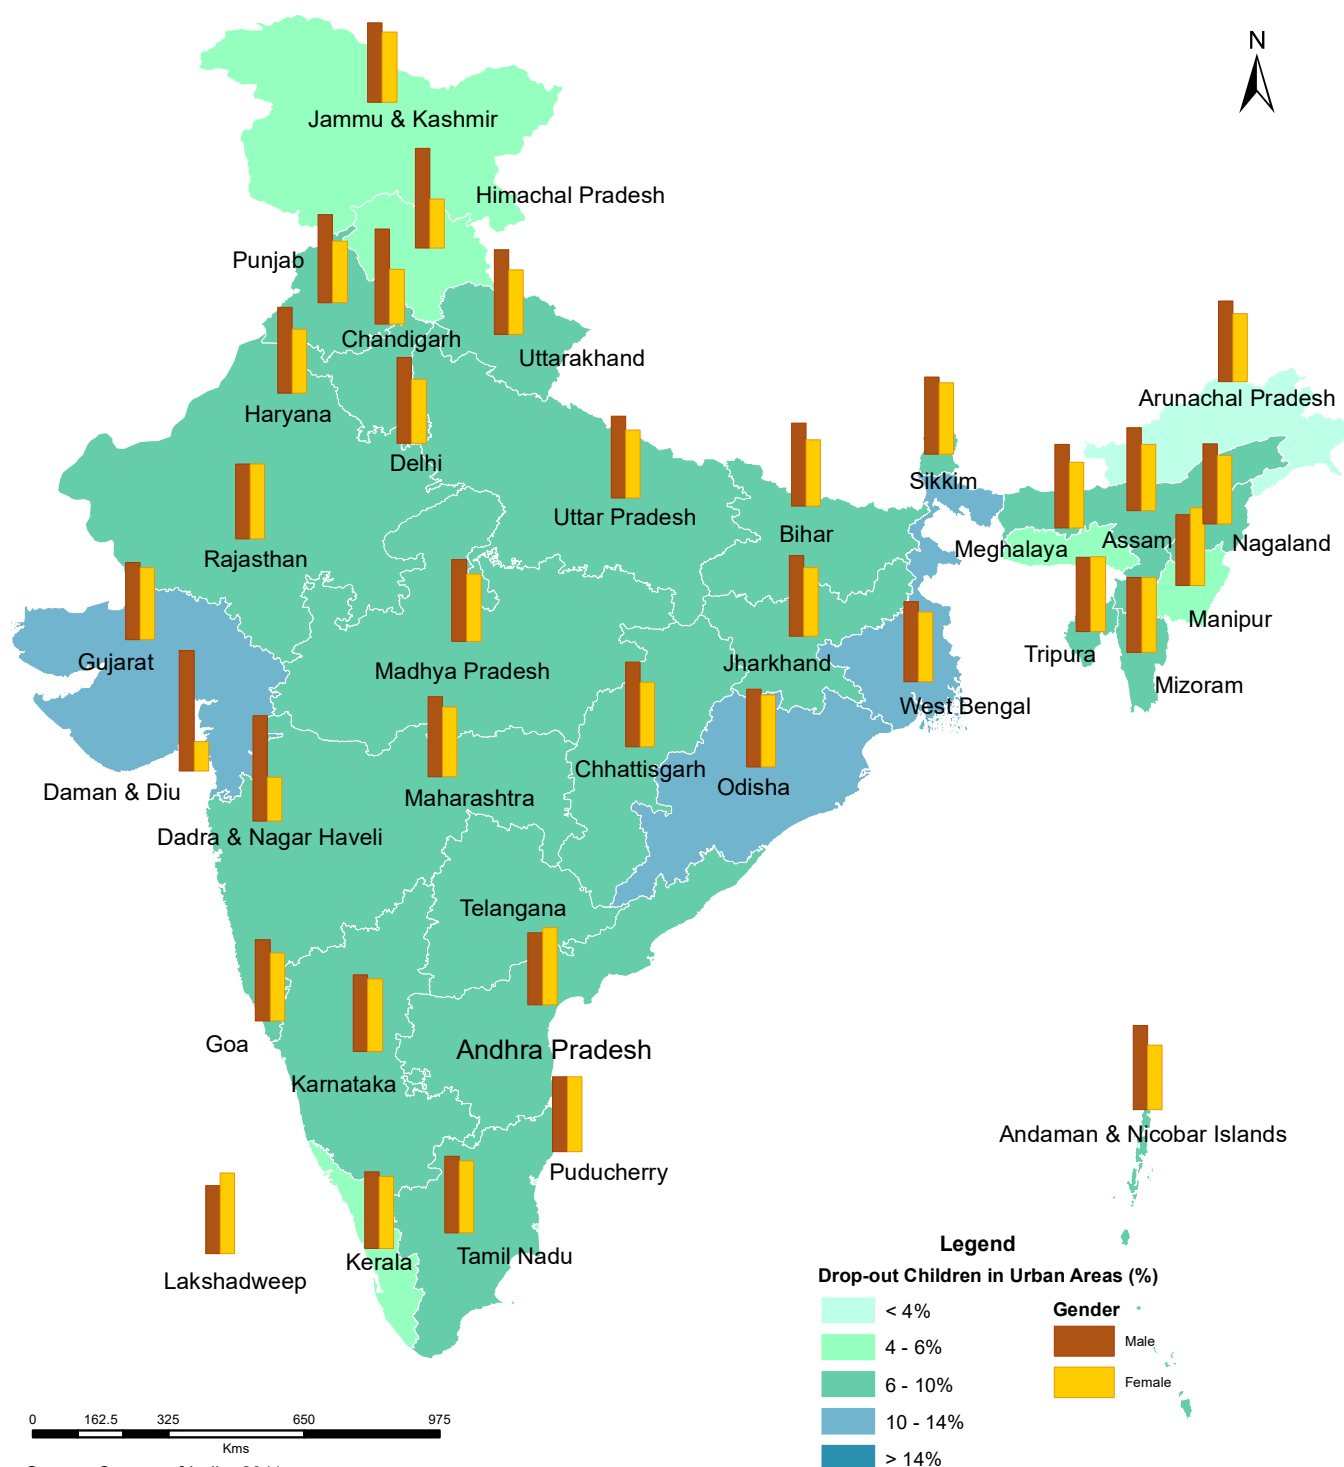 N
Jammu & Kashmir
Himachal Pradesh
Punjab
Chandigarh
Uttarakhand
Haryana
Delhi
Arunachal Pradesh
Sikkim
Rajasthan
Uttar Pradesh
Bihar
Meghalaya
Assam
Nagaland
Manipur
Gujarat
Madhya Pradesh
Jharkhand
Tripura
Mizoram
West Bengal
Daman & Diu
Maharashtra
Chhattisgarh
Odisha
Dadra & Nagar Haveli
Telangana
Goa
Andhra Pradesh
Karnataka
Andaman & Nicobar Islands
Puducherry
Lakshadweep
Kerala
Tamil Nadu
Legend
Drop-out Children in Urban Areas (%)
< 4%
4 - 6%
6 - 10%
10 - 14%
> 14%
Gender
Male
Female
0 162.5 325 650 975
Kms